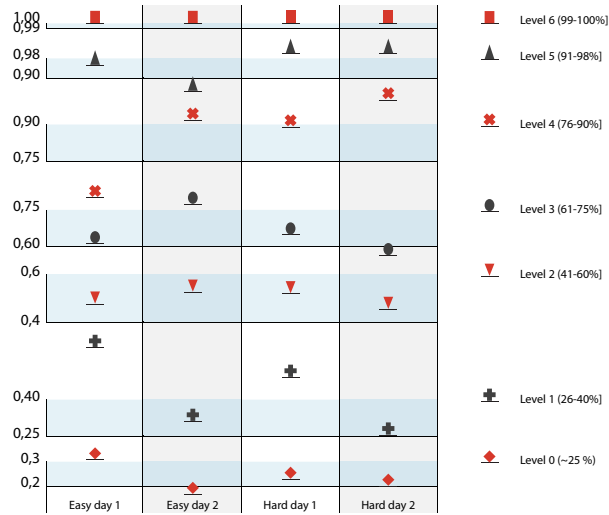 1.00
0,99
0,98
0,90
0,90
0,75
0,75
0,60
0,6
0,4
0,40
0,25
0,3
0,2
Easy day 1 Easy day 2 Hard day 1 Hard day 2
Level 6 (99-100%]
Level 5 (91-98%]
Level 4 (76-90%]
Level 3 (61-75%]
Level 2 (41-60%]
Level 1 (26-40%]
Level 0 (~25 %)